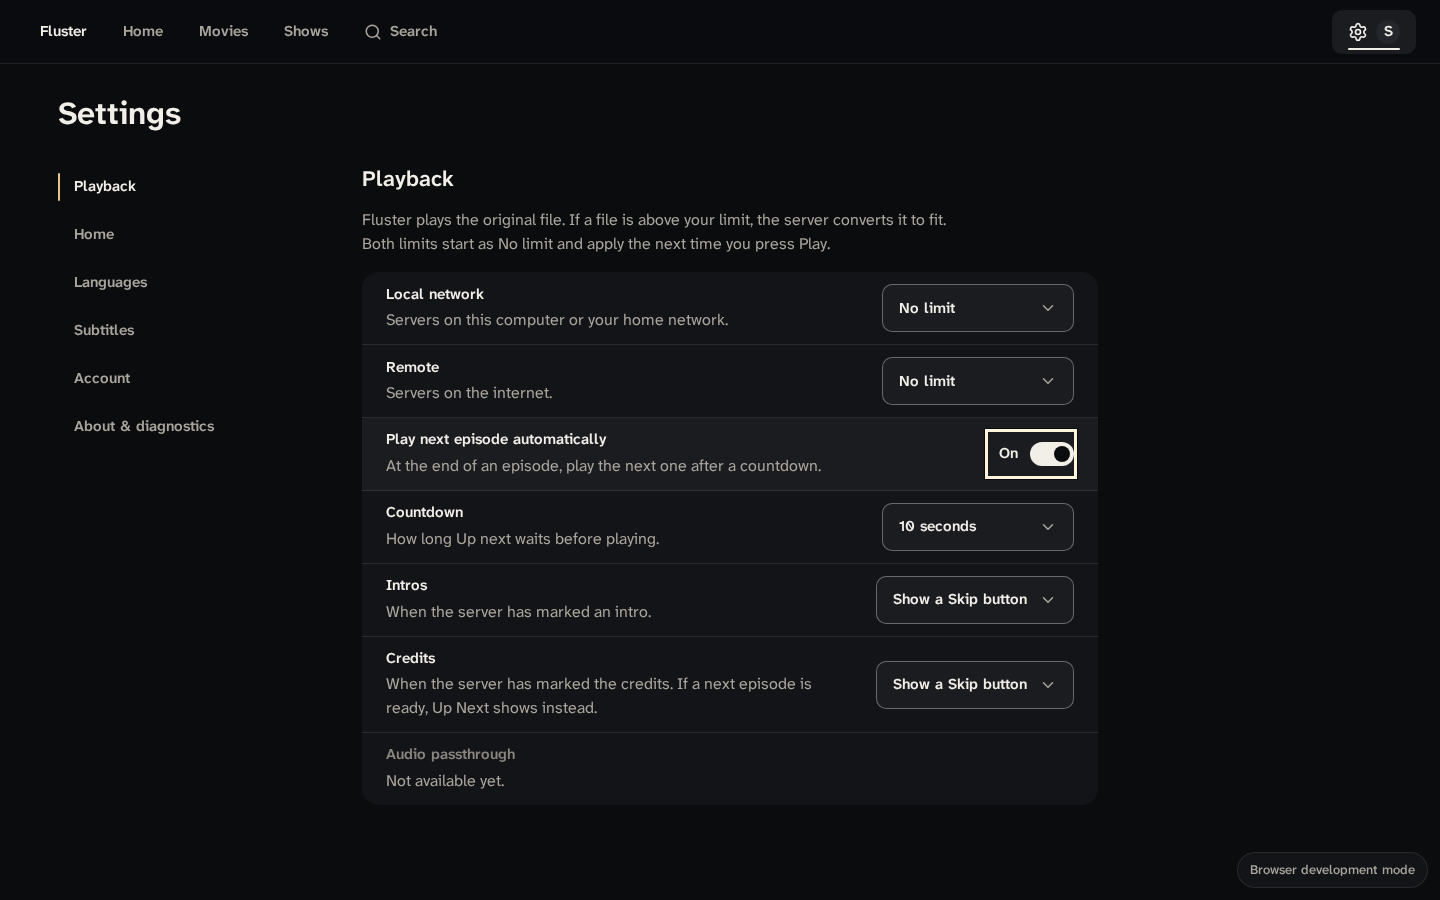 Fluster Home Movies Shows Search S
Settings
Playback
Home
Languages
Subtitles
Account
About & diagnostics
Playback
Fluster plays the original file. If a file is above your limit, the server converts it to fit.
Both limits start as No limit and apply the next time you press Play.
Local network
Servers on this computer or your home network.
No limit
Remote
Servers on the internet.
No limit
Play next episode automatically
At the end of an episode, play the next one after a countdown.
On
Countdown
How long Up next waits before playing.
10 seconds
Intros
When the server has marked an intro.
Show a Skip button
Credits
When the server has marked the credits. If a next episode is
ready, Up Next shows instead.
Show a Skip button
Audio passthrough
Not available yet.
Browser development mode